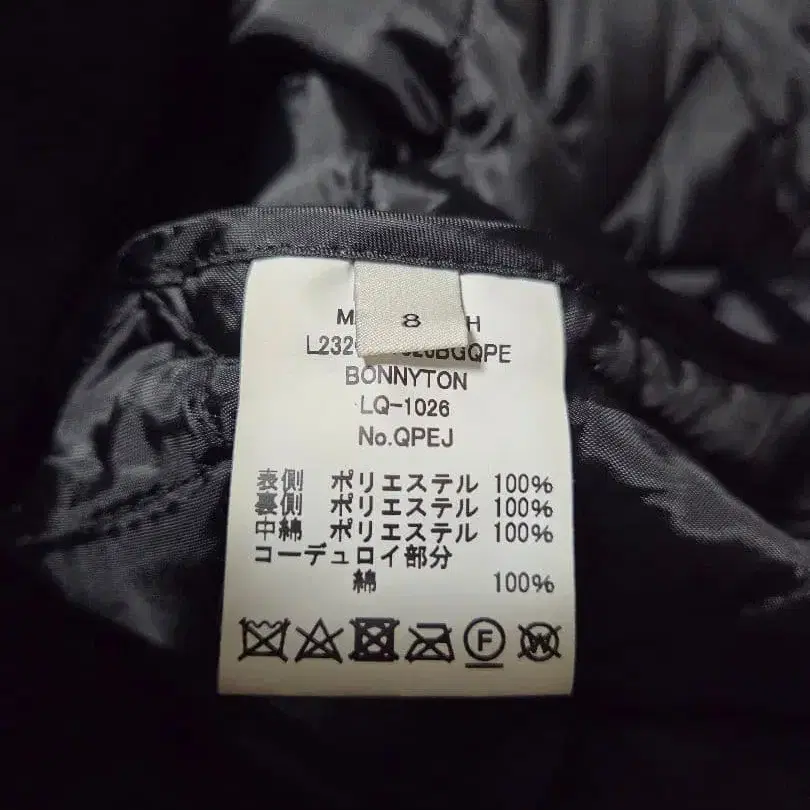 8
BONNYTON
LQ-1026
No.QPEJ
表側 ポリエステル 100%
裏側 ポリエステル 100%
中綿 ポリエステル 100%
コーデュロイ部分
綿 100%
F
W